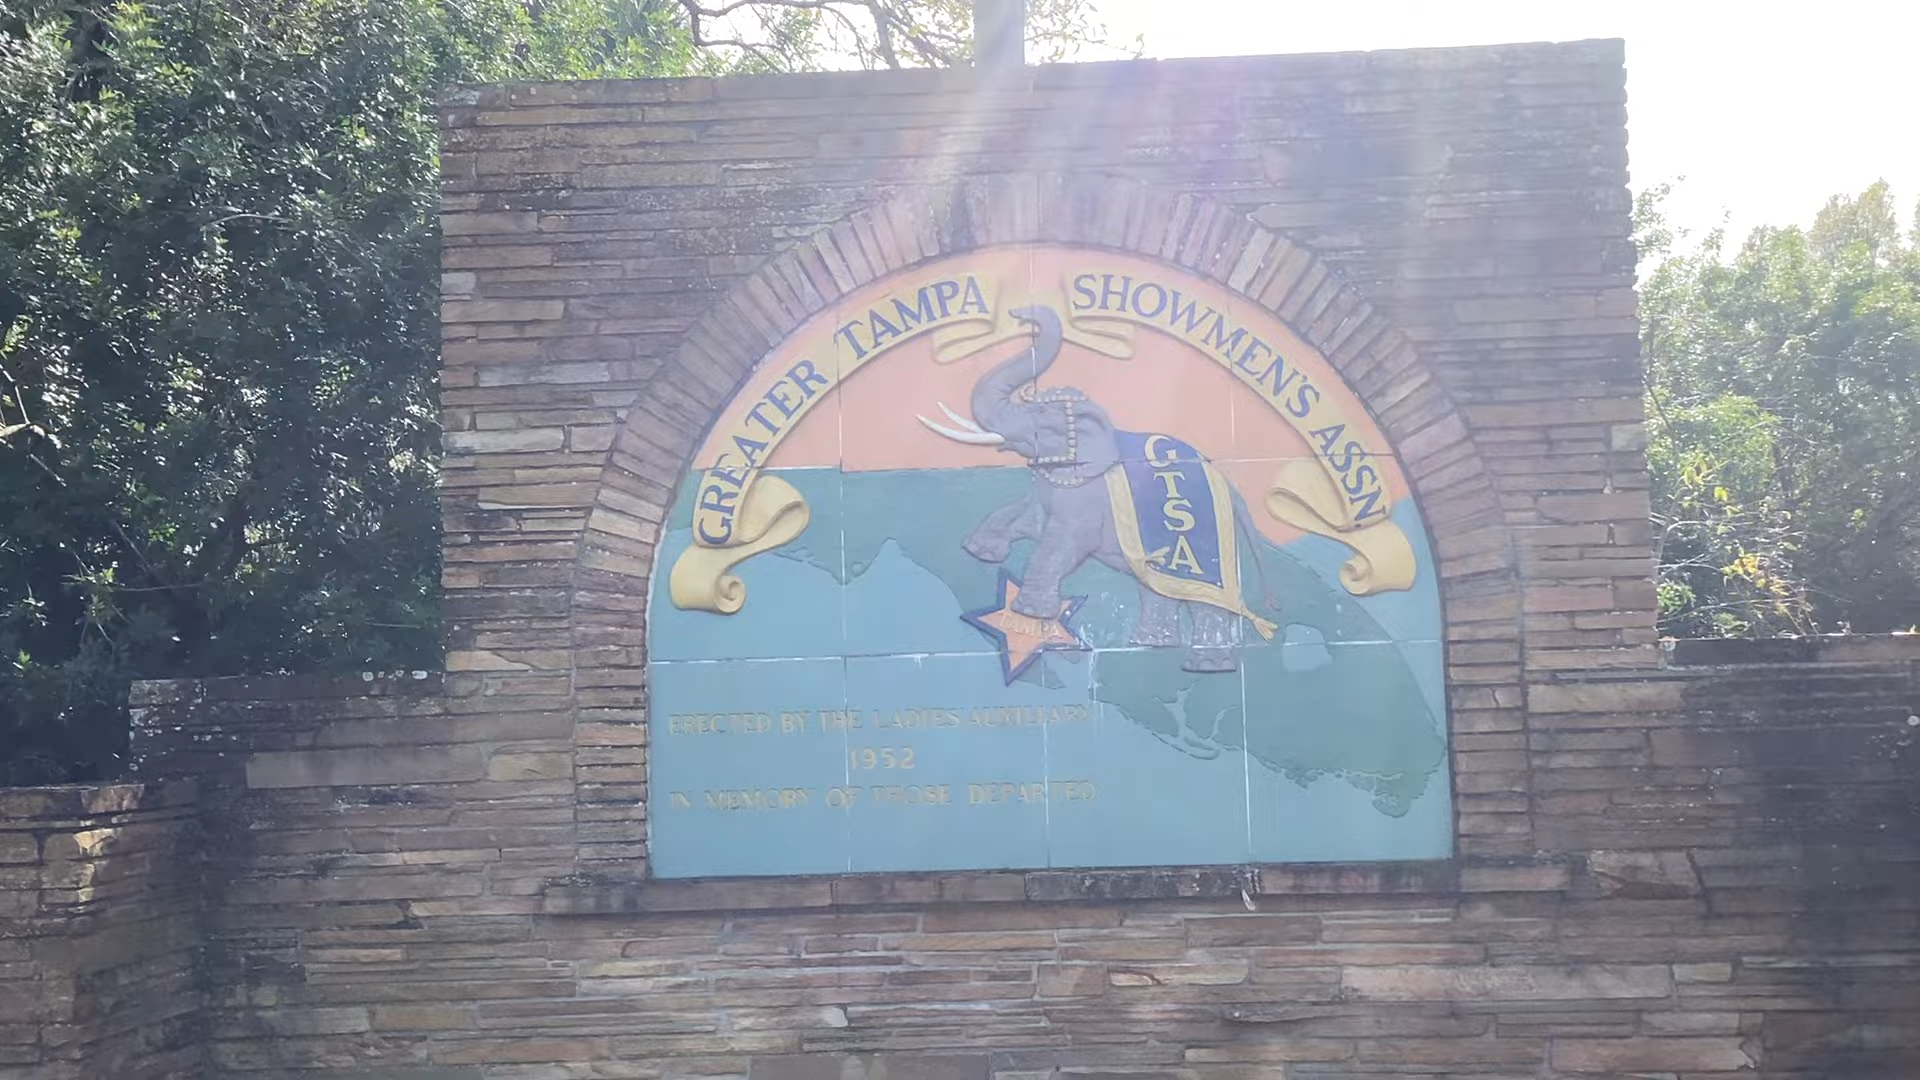 GREATER TAMPA SHOWMEN'S ASSN
GTSA
TAMPA
ERECTED BY THE LADIES AUXILIARY
1952
IN MEMORY OF THOSE DEPARTED